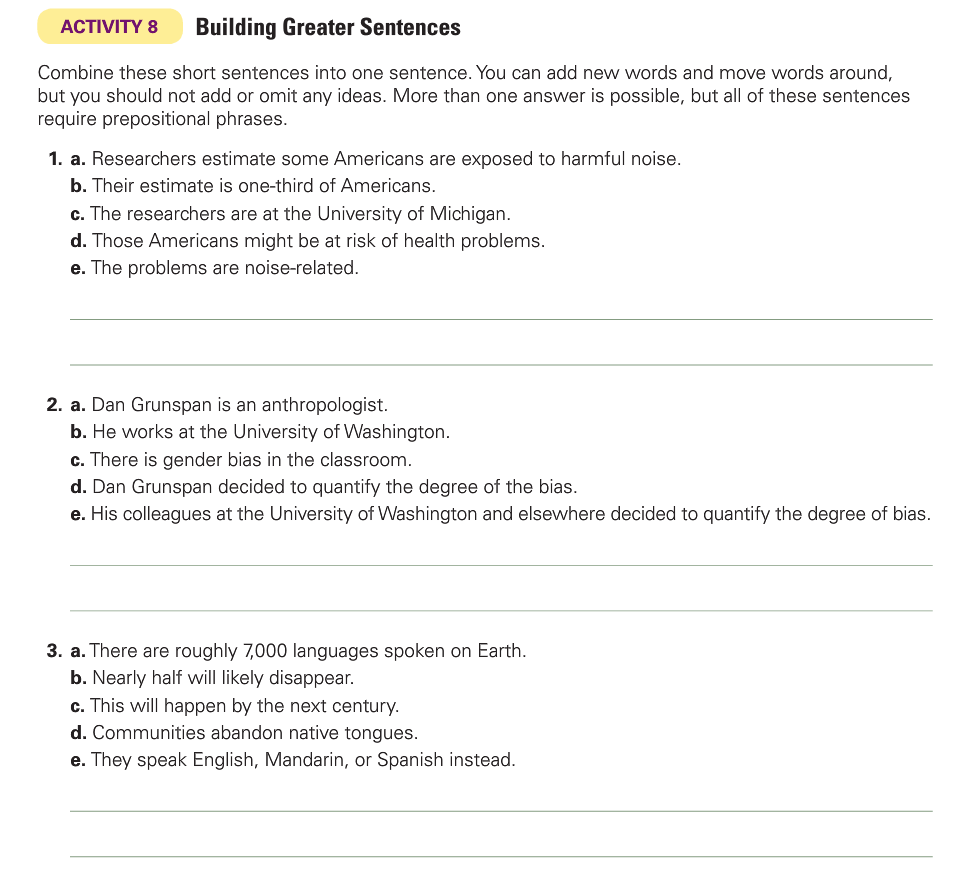 ACTIVITY 8 Building Greater Sentences
Combine these short sentences into one sentence. You can add new words and move words around,
but you should not add or omit any ideas. More than one answer is possible, but all of these sentences
require prepositional phrases.
1. a. Researchers estimate some Americans are exposed to harmful noise.
b. Their estimate is one-third of Americans.
c. The researchers are at the University of Michigan.
d. Those Americans might be at risk of health problems.
e. The problems are noise-related.
2. a. Dan Grunspan is an anthropologist.
b. He works at the University of Washington.
c. There is gender bias in the classroom.
d. Dan Grunspan decided to quantify the degree of the bias.
e. His colleagues at the University of Washington and elsewhere decided to quantify the degree of bias.
3. a. There are roughly 7,000 languages spoken on Earth.
b. Nearly half will likely disappear.
c. This will happen by the next century.
d. Communities abandon native tongues.
e. They speak English, Mandarin, or Spanish instead.